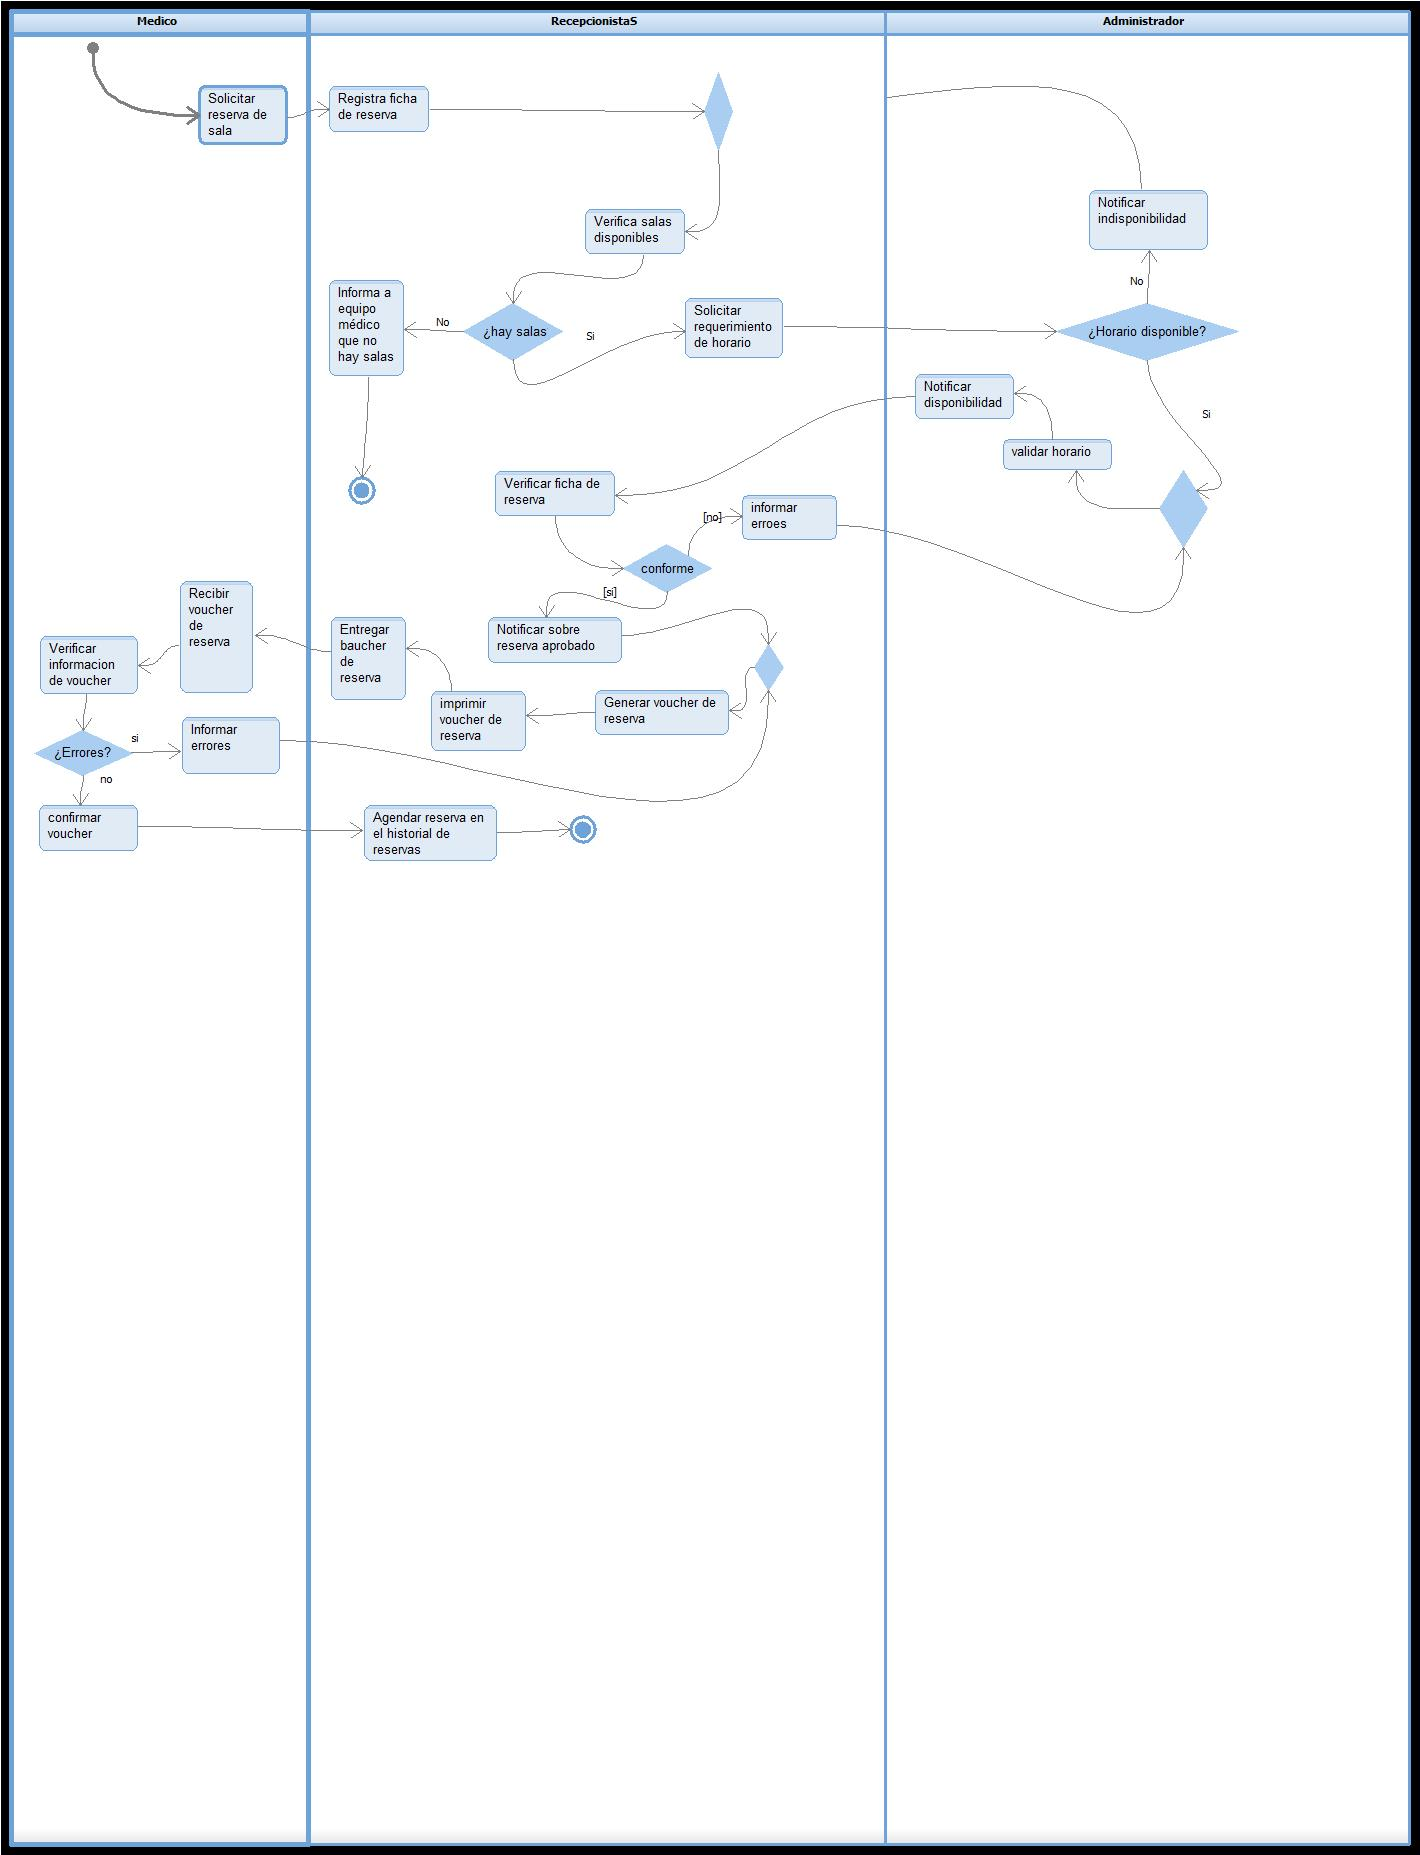 Medico
RecepcionistaS
Administrador
Solicitar
reserva de
sala
Registra ficha
de reserva
Notificar
indisponibilidad
Verifica salas
disponibles
No
Informa a
equipo
médico
que no
hay salas
No
¿hay salas
Si
Solicitar
requerimiento
de horario
¿Horario disponible?
Notificar
disponibilidad
Si
validar horario
Verificar ficha de
reserva
[no]
informar
erroes
conforme
[si]
Recibir
voucher
de
reserva
Entregar
baucher
de
reserva
Notificar sobre
reserva aprobado
Verificar
informacion
de voucher
imprimir
voucher de
reserva
Generar voucher de
reserva
¿Errores?
si
Informar
errores
no
confirmar
voucher
Agendar reserva en
el historial de
reservas